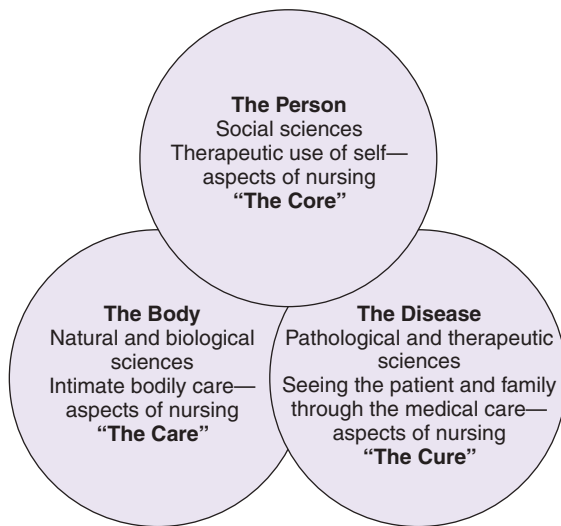 The Person
Social sciences
Therapeutic use of self—
aspects of nursing
“The Core”
The Body
Natural and biological
sciences
Intimate bodily care—
aspects of nursing
“The Care”
The Disease
Pathological and therapeutic
sciences
Seeing the patient and family
through the medical care—
aspects of nursing
“The Cure”